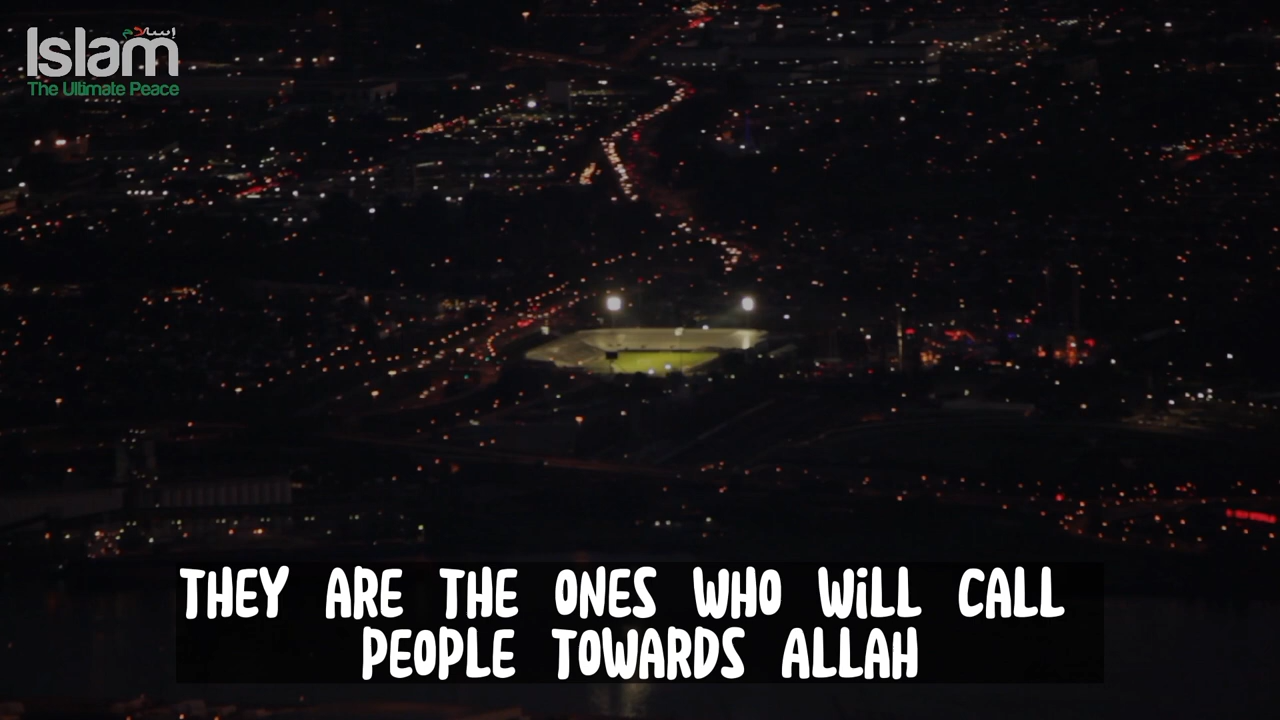 إسلام
Islam
The Ultimate Peace
THEY ARE THE ONES WHO WILL CALL
PEOPLE TOWARDS ALLAH